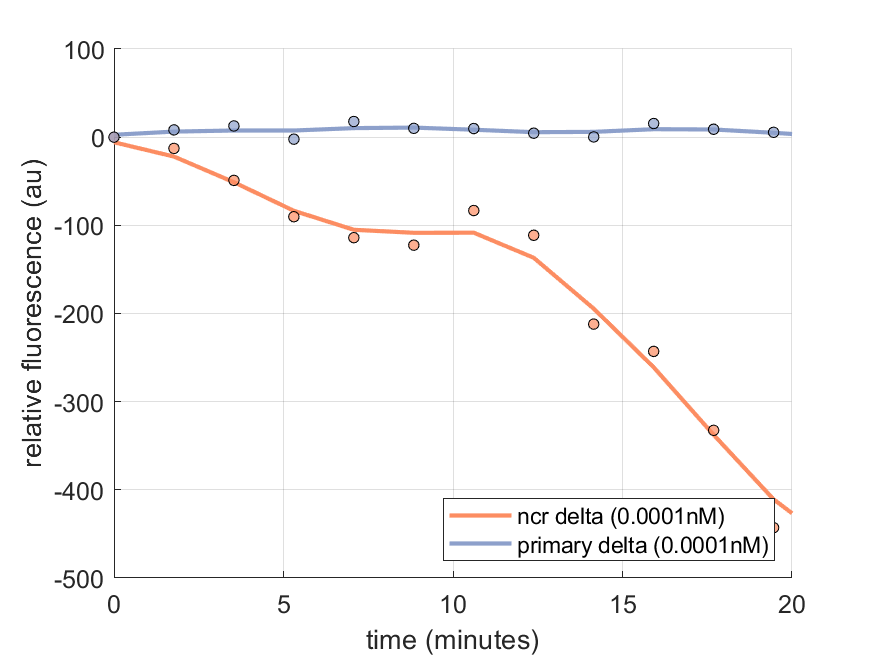 100
0
-100
-200
-300
-400
-500
relative fluorescence (au)
ncr delta (0.0001nM)
primary delta (0.0001nM)
0 5 10 15 20
time (minutes)